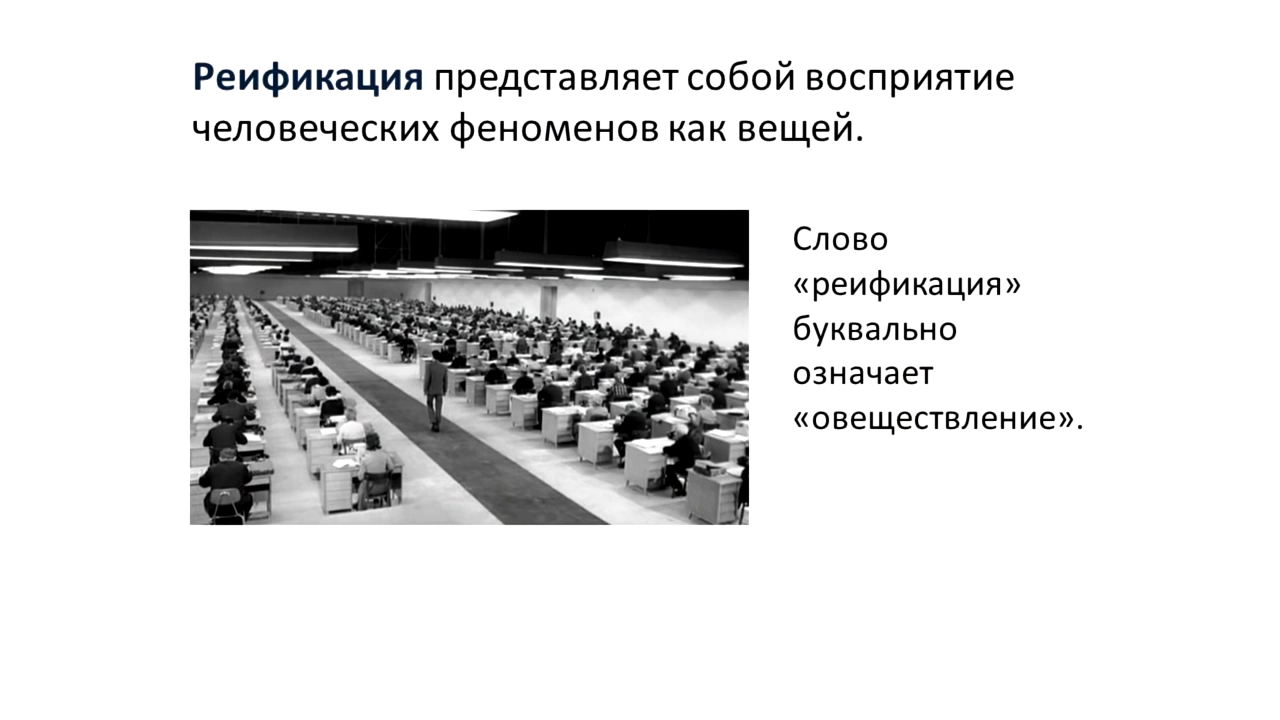 Реификация представляет собой восприятие
человеческих феноменов как вещей.
Слово
«реификация»
буквально
означает
«овеществление».